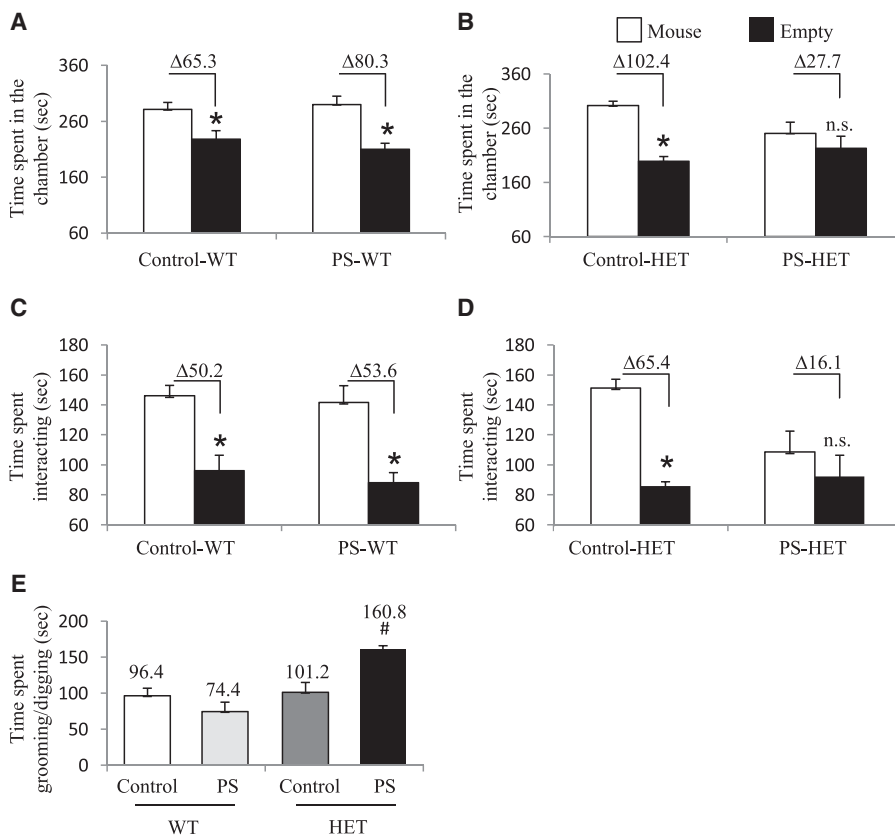 A
Time spent in the
chamber (sec)
360
260
160
60
Δ65.3
*
Δ80.3
*
Control-WT
PS-WT
B
Mouse
Empty
Time spent in the
chamber (sec)
360
260
160
60
Δ102.4
*
Δ27.7
n.s.
Control-HET
PS-HET
C
Time spent
interacting (sec)
180
160
140
120
100
80
60
Δ50.2
*
Δ53.6
*
Control-WT
PS-WT
D
Time spent
interacting (sec)
180
160
140
120
100
80
60
Δ65.4
*
Δ16.1
n.s.
Control-HET
PS-HET
E
Time spent
grooming/digging (sec)
200
150
100
50
0
96.4
74.4
101.2
160.8
#
Control
PS
Control
PS
WT
HET